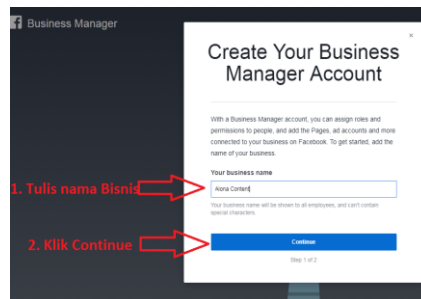 Business Manager
×
Create Your Business
Manager Account
With a Business Manager account, you can assign roles and
permissions to people, and add the Pages, ad accounts and more
connected to your business on Facebook. To get started, add the
name of your business.
Your business name
1. Tulis nama Bisnis
Alona Content
Your business name will be shown to all employees, and can't contain
special characters.
2. Klik Continue
Continue
Step 1 of 2